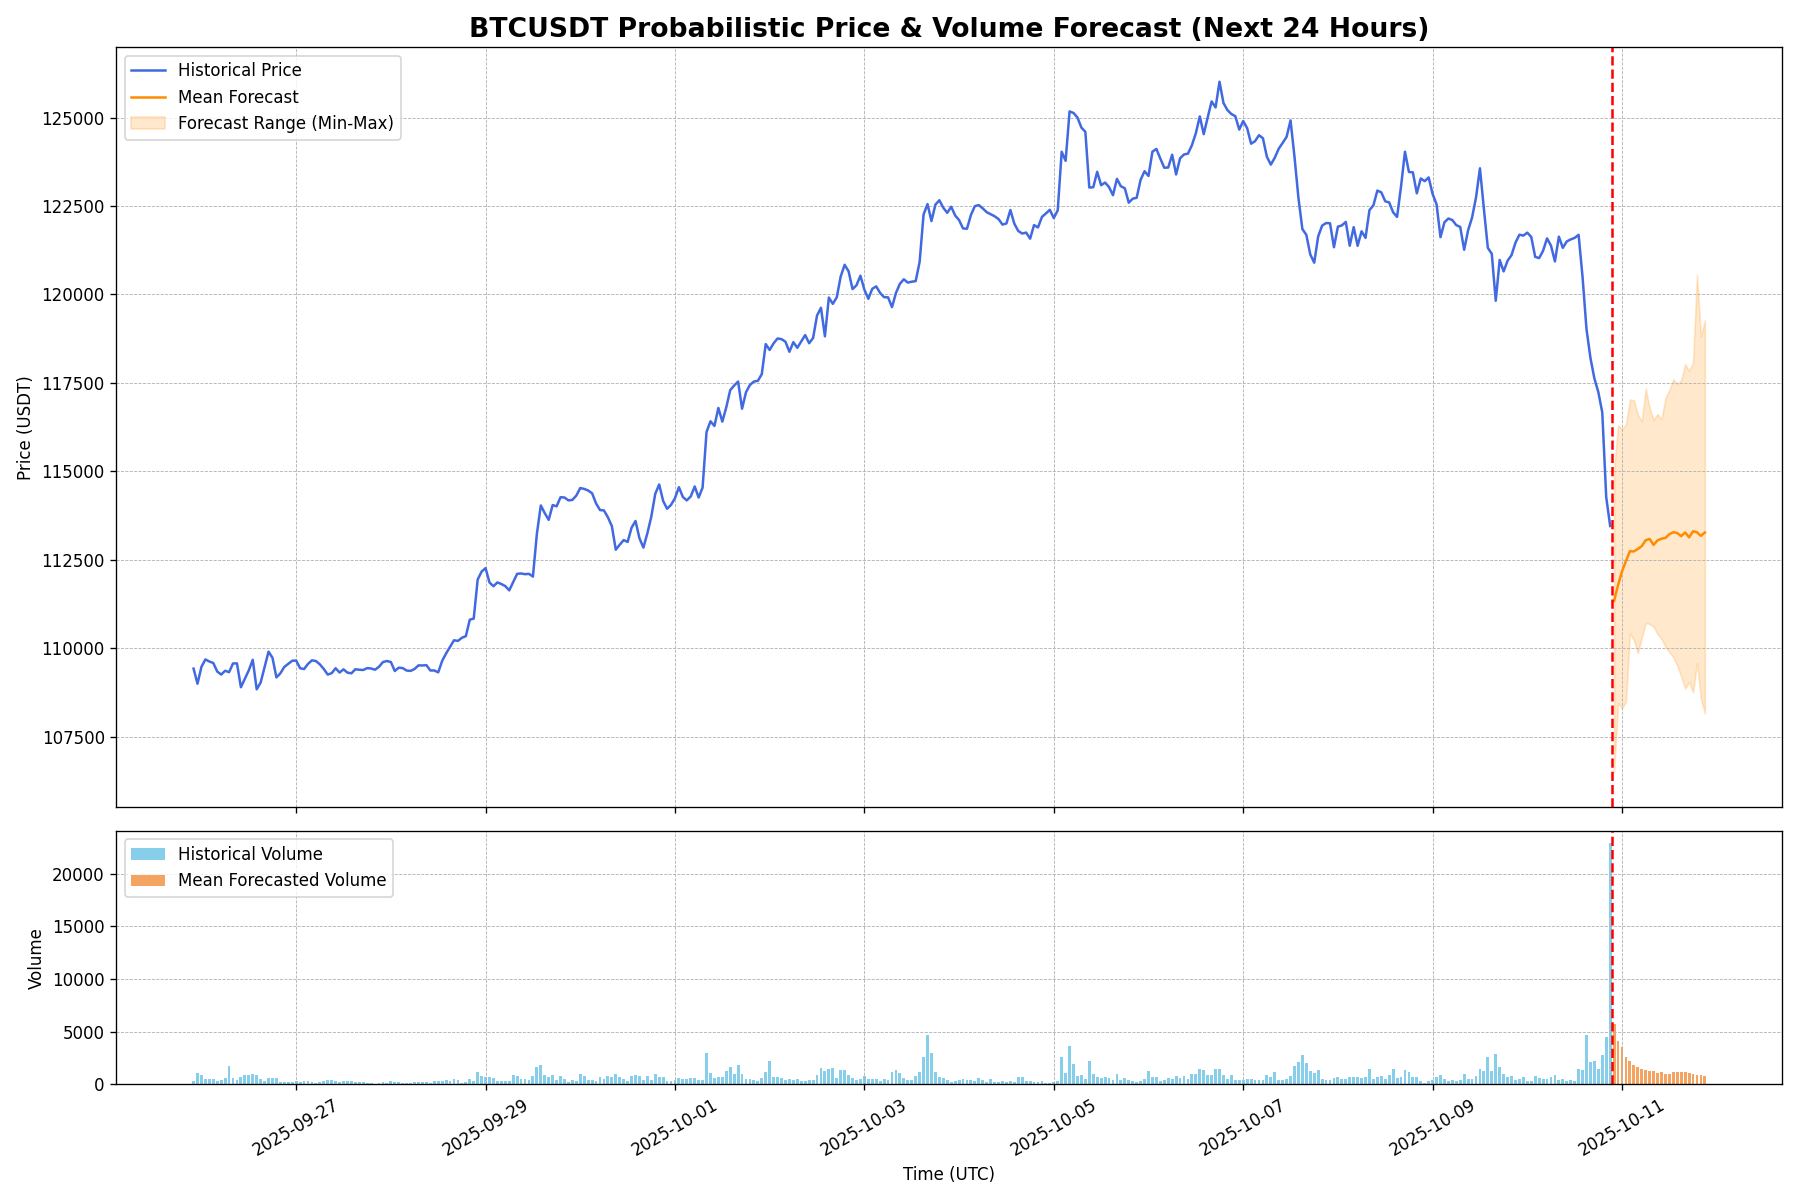 BTCUSDT Probabilistic Price & Volume Forecast (Next 24 Hours)
Historical Price
Mean Forecast
Forecast Range (Min-Max)
Price (USDT)
125000
122500
120000
117500
115000
112500
110000
107500
Historical Volume
Mean Forecasted Volume
Volume
20000
15000
10000
5000
0
2025-09-27
2025-09-29
2025-10-01
2025-10-03
2025-10-05
2025-10-07
2025-10-09
2025-10-11
Time (UTC)